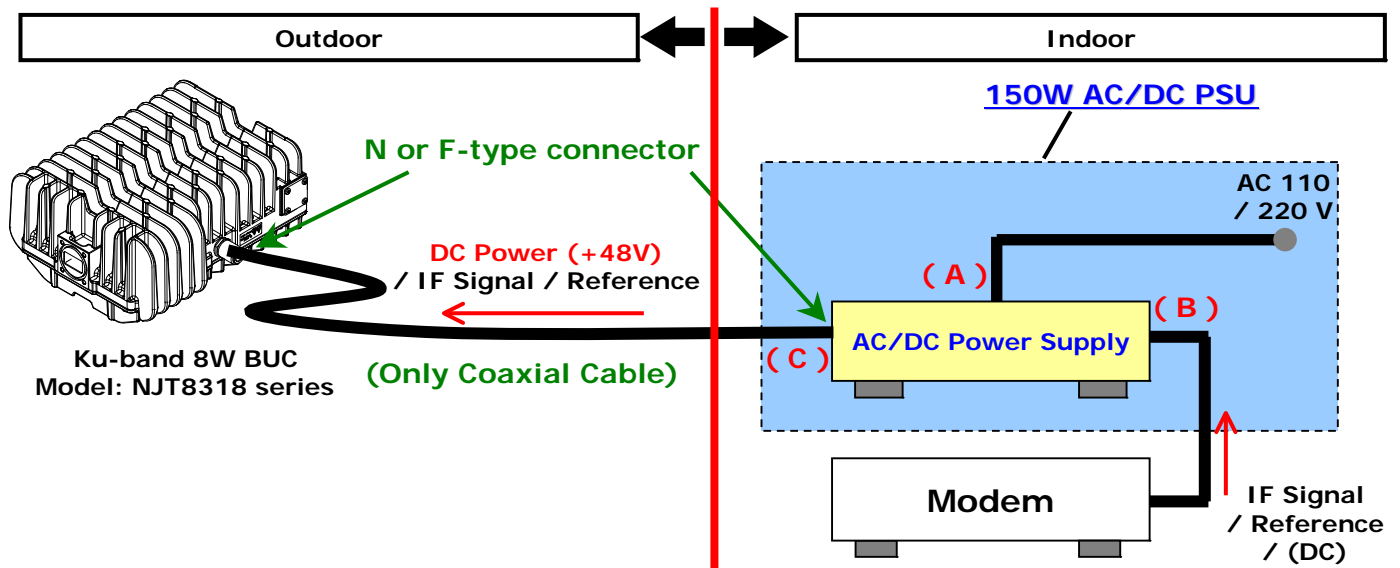 Outdoor
Indoor
150W AC/DC PSU
N or F-type connector
AC 110
/ 220 V
DC Power (+48V)
/ IF Signal / Reference
( A )
( B )
( C )
AC/DC Power Supply
Ku-band 8W BUC
Model: NJT8318 series
(Only Coaxial Cable)
Modem
IF Signal
/ Reference
/ (DC)